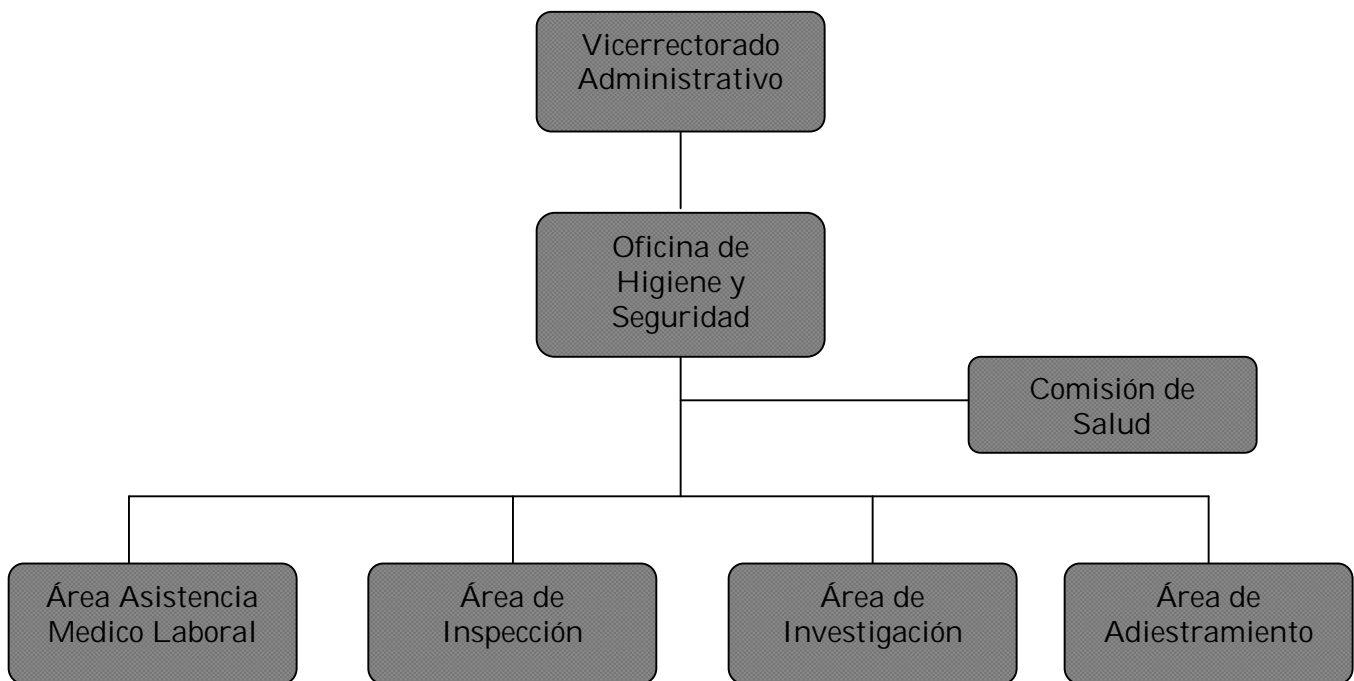 Vicerrectorado
Administrativo
Oficina de
Higiene y
Seguridad
Comisión de
Salud
Área Asistencia
Medico Laboral
Área de
Inspección
Área de
Investigación
Área de
Adiestramiento